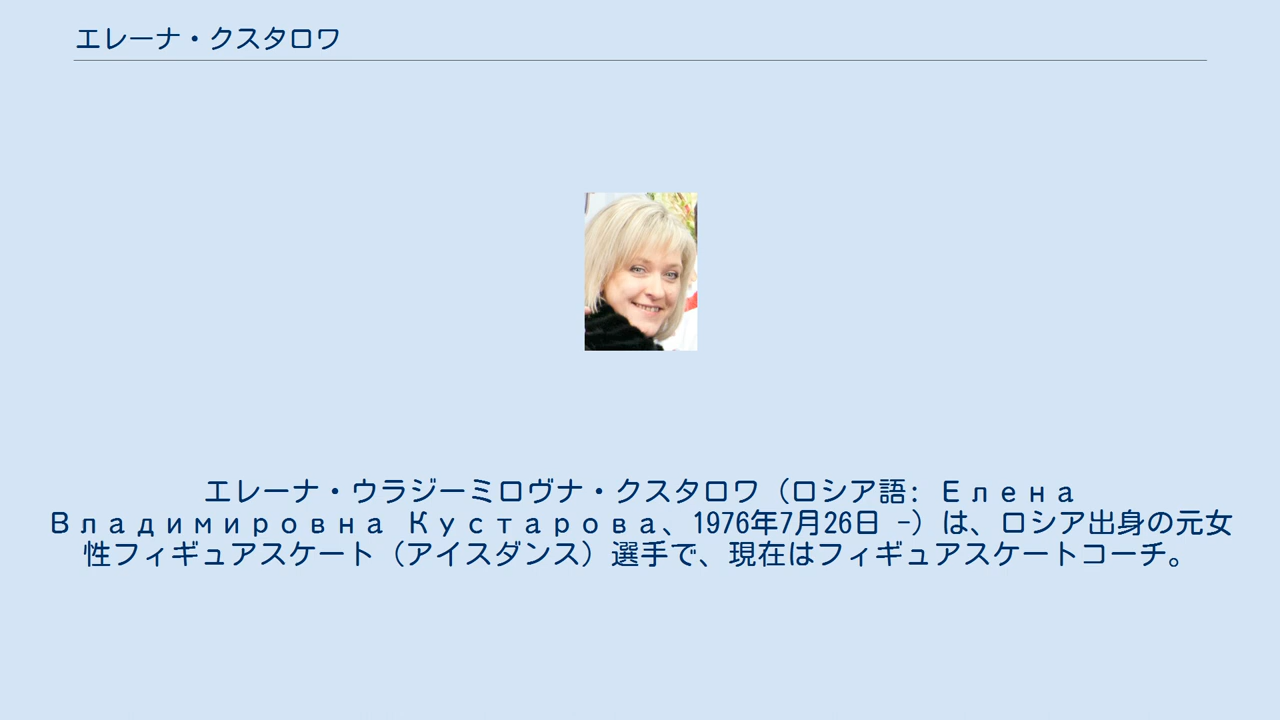 エレーナ・クスタロワ
エレーナ・ウラジーミロヴナ・クスタロワ（ロシア語: Елена
Владимировна Кустарова、1976年7月26日 -）は、ロシア出身の元女
性フィギュアスケート（アイスダンス）選手で、現在はフィギュアスケートコーチ。